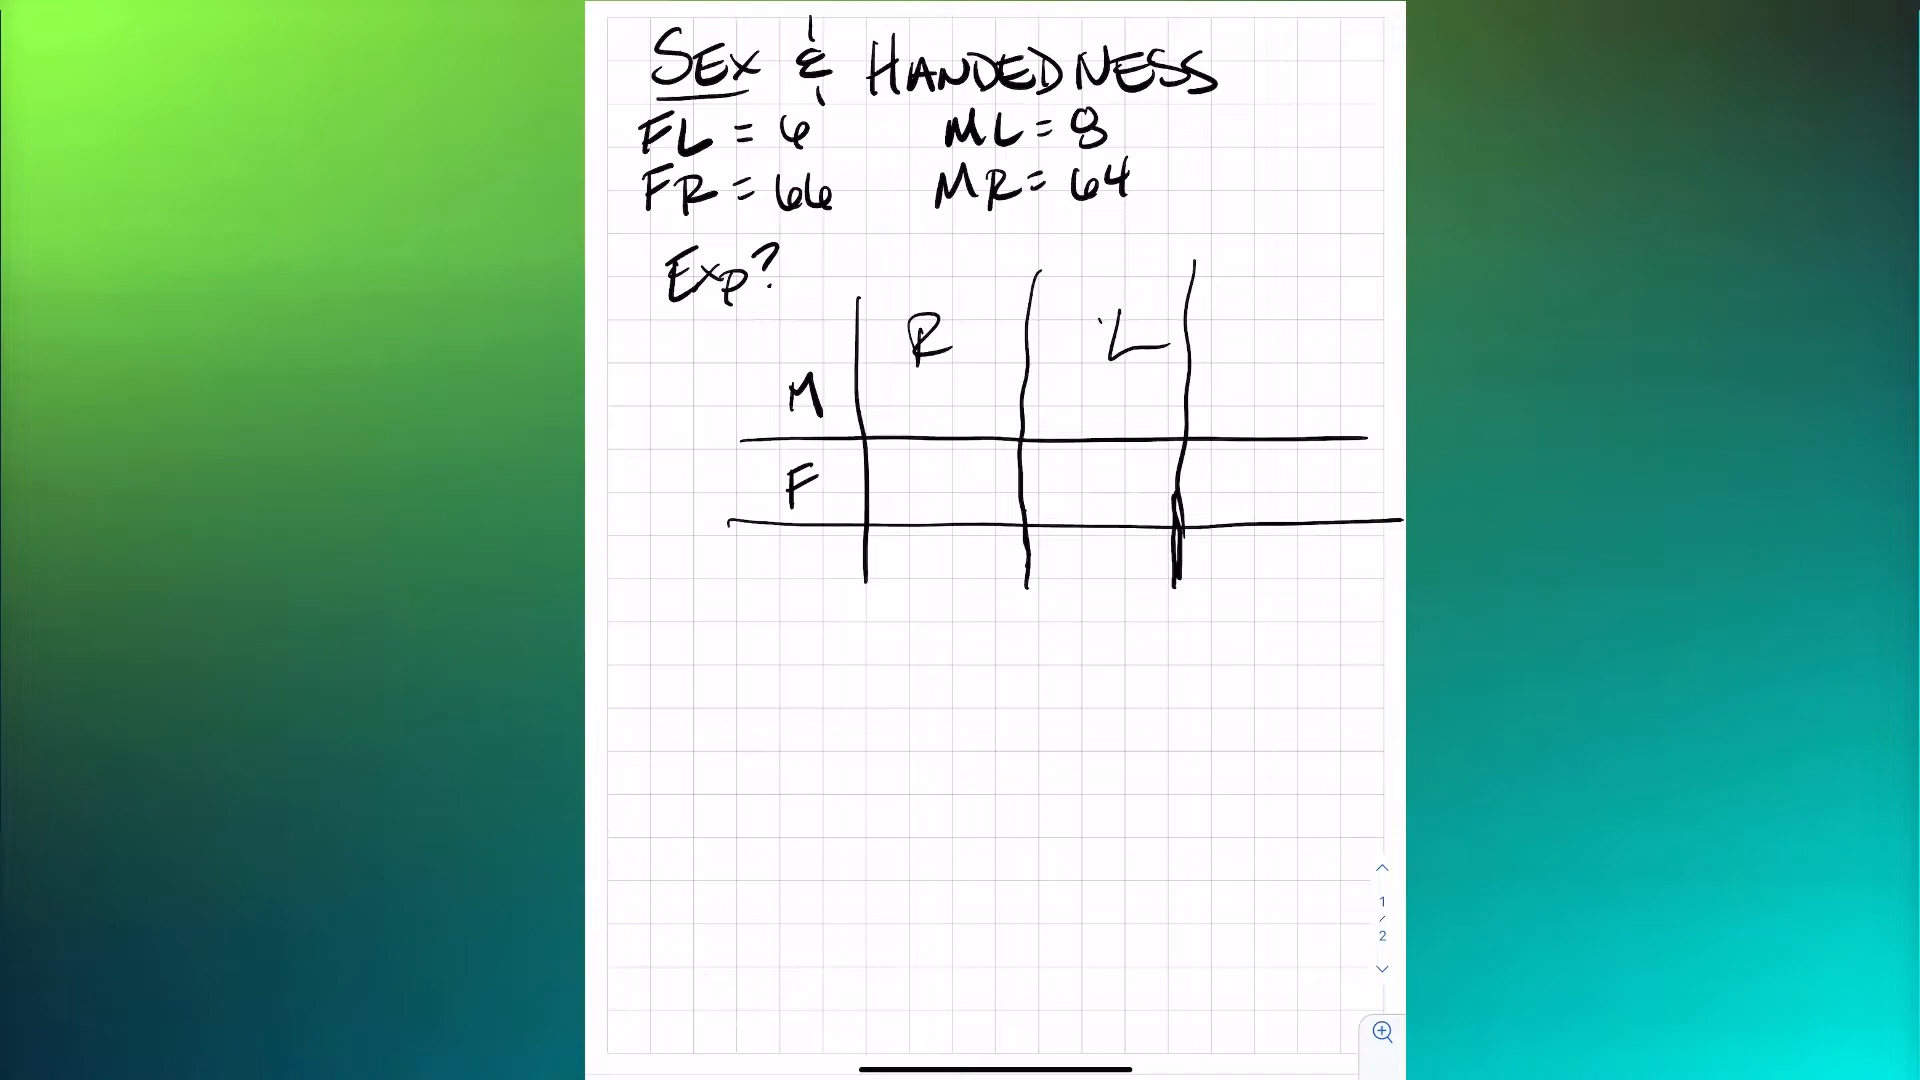 SEX & HANDEDNESS
FL = 6 ML = 8
FR = 66 MR = 64
Exp?
R L
M
F
1
/
2